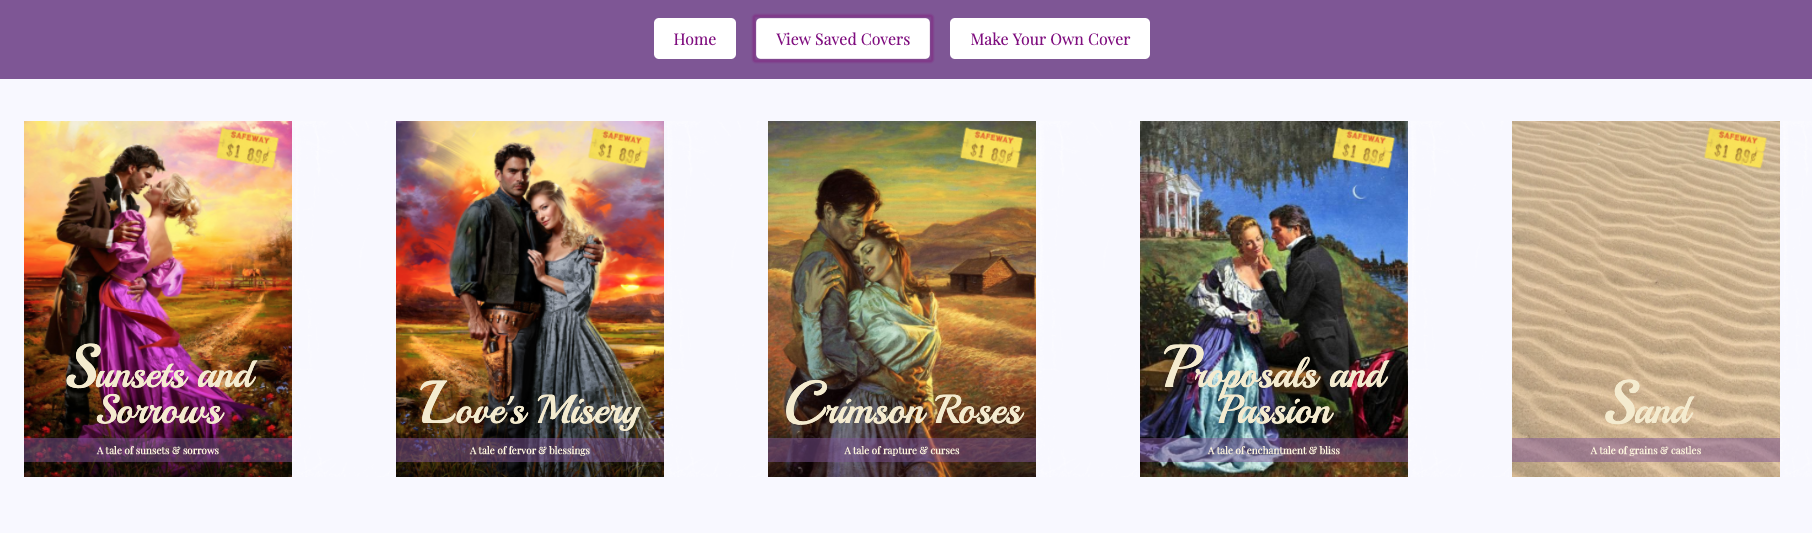 Home
View Saved Covers
Make Your Own Cover
SAFEWAY
$1 89¢
Sunsets and
Sorrows
A tale of sunsets & sorrows
SAFEWAY
$1 89¢
Love's Misery
A tale of fervor & blessings
SAFEWAY
$1 89¢
Crimson Roses
A tale of rapture & curses
SAFEWAY
$1 89¢
Proposals and
Passion
A tale of enchantment & bliss
SAFEWAY
$1 89¢
Sand
A tale of grains & castles